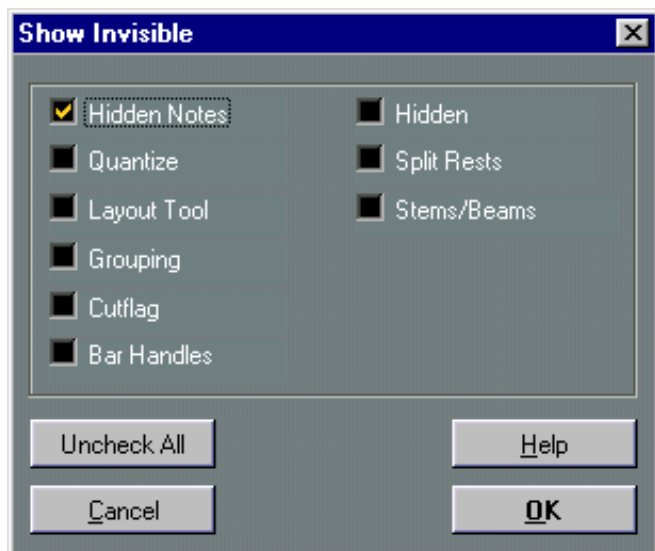 Show Invisible
Hidden Notes
Quantize
Layout Tool
Grouping
Cutflag
Bar Handles
Hidden
Split Rests
Stems/Beams
Uncheck All
Help
Cancel
OK